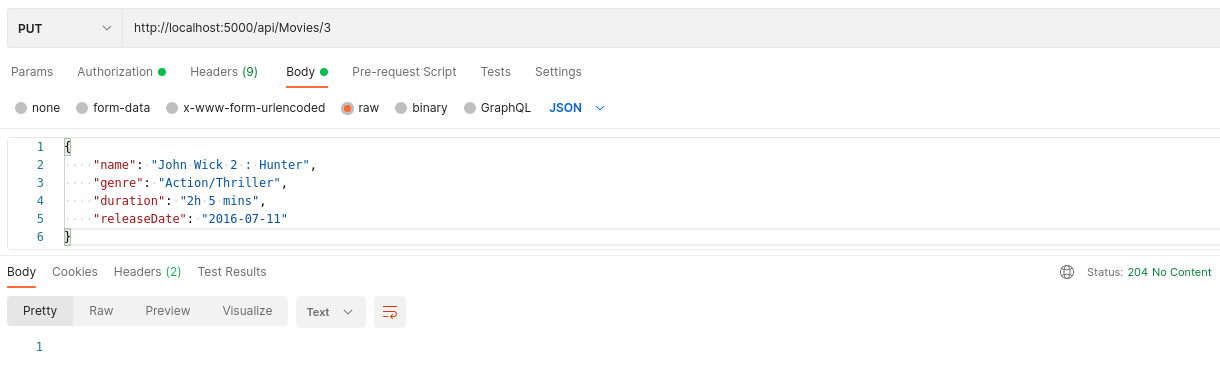 PUT http://localhost:5000/api/Movies/3
Params Authorization Headers (9) Body Pre-request Script Tests Settings
none form-data x-www-form-urlencoded raw binary GraphQL JSON
1 {
2 "name": "John Wick 2 : Hunter",
3 "genre": "Action/Thriller",
4 "duration": "2h 5 mins",
5 "releaseDate": "2016-07-11"
6 }
Body Cookies Headers (2) Test Results Status: 204 No Content
Pretty Raw Preview Visualize Text
1